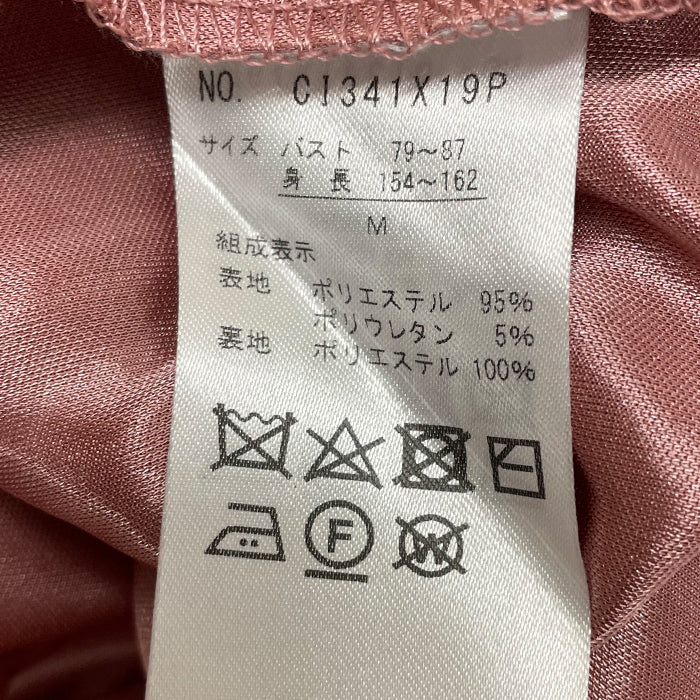 NO. CI341X19P
サイズ バスト 79～87
身 長 154～162
M
組成表示
表地 ポリエステル 95%
ポリウレタン 5%
裏地 ポリエステル 100%
F
W